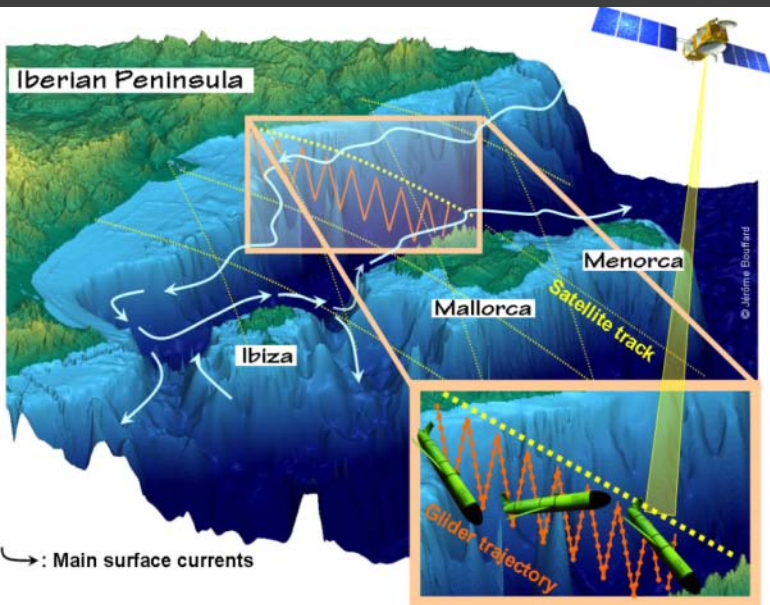 Iberian Peninsula
© Jérôme Bouffard
Menorca
Mallorca
Satellite track
Ibiza
Glider trajectory
: Main surface currents